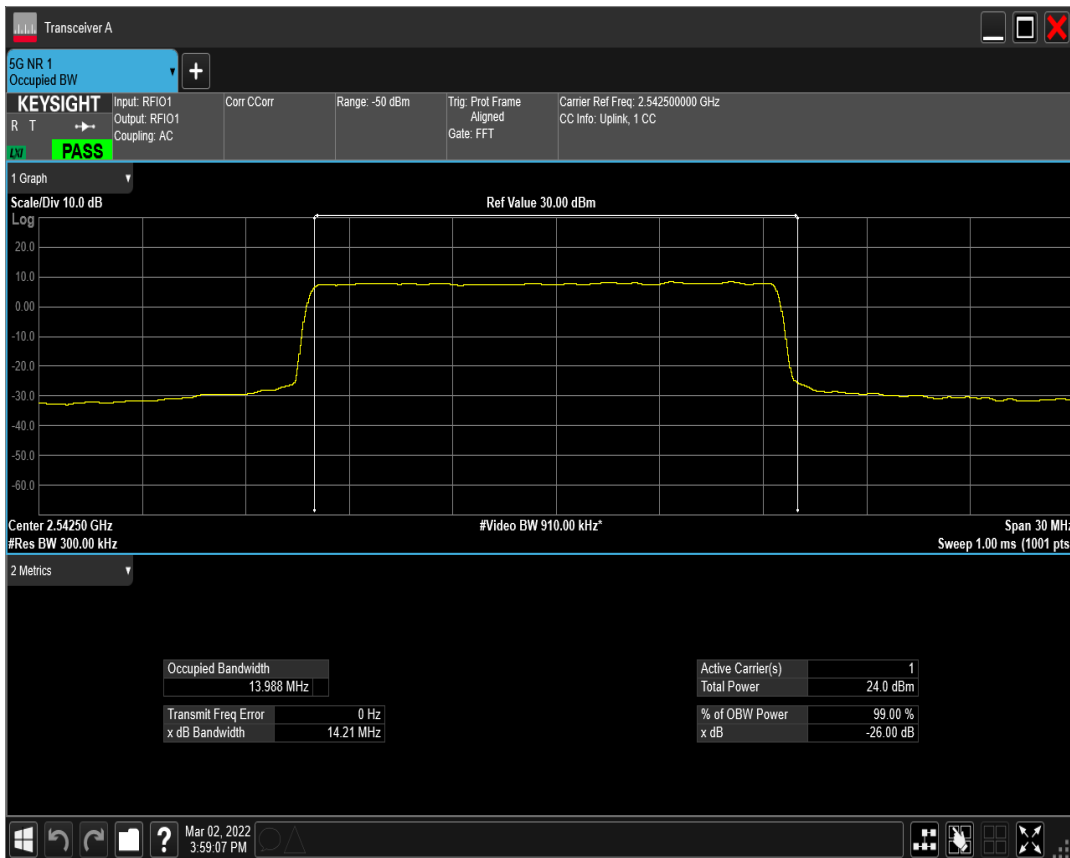 Transceiver A
5G NR 1
Occupied BW
+
KEYSIGHT
R T
LXI
PASS
Input: RFIO1
Output: RFIO1
Coupling: AC
Corr CCorr
Range: -50 dBm
Trig: Prot Frame
Aligned
Gate: FFT
Carrier Ref Freq: 2.542500000 GHz
CC Info: Uplink, 1 CC
1 Graph
Scale/Div 10.0 dB
Ref Value 30.00 dBm
Log
20.0
10.0
0.00
-10.0
-20.0
-30.0
-40.0
-50.0
-60.0
Center 2.54250 GHz
#Video BW 910.00 kHz*
Span 30 MHz
#Res BW 300.00 kHz
Sweep 1.00 ms (1001 pts
2 Metrics
Occupied Bandwidth
13.988 MHz
Transmit Freq Error 0 Hz
x dB Bandwidth 14.21 MHz
Active Carrier(s) 1
Total Power 24.0 dBm
% of OBW Power 99.00 %
x dB -26.00 dB
?
Mar 02, 2022
3:59:07 PM